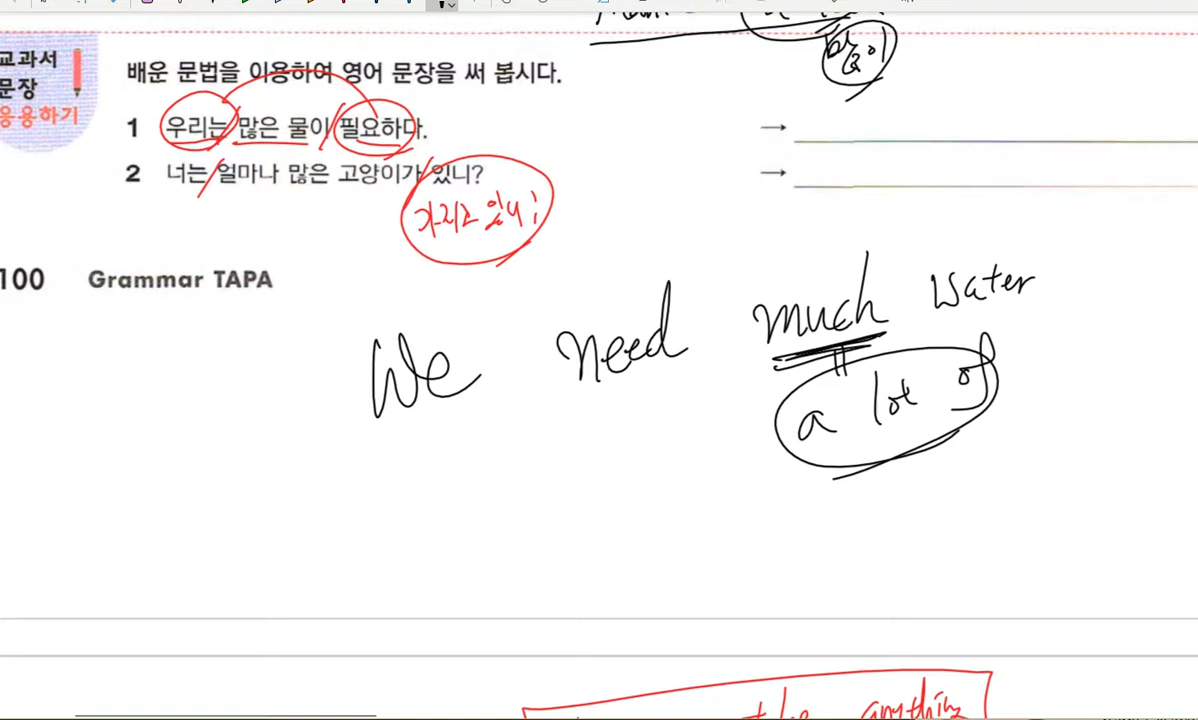 많이
교과서
문장
응용하기
배운 문법을 이용하여 영어 문장을 써 봅시다.
1 우리는 많은 물이 필요하다. →
2 너는 얼마나 많은 고양이가 있니? →
가지고 있니?
100 Grammar TAPA
We need much water
a lot of
anything